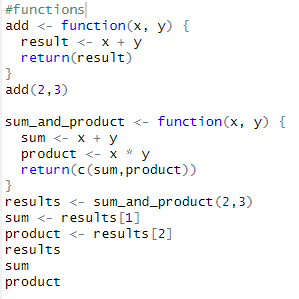 #functions
add <- function(x, y) {
  result <- x + y
  return(result)
}
add(2,3)

sum_and_product <- function(x, y) {
  sum <- x + y
  product <- x * y
  return(c(sum,product))
}
results <- sum_and_product(2,3)
sum <- results[1]
product <- results[2]
results
sum
product